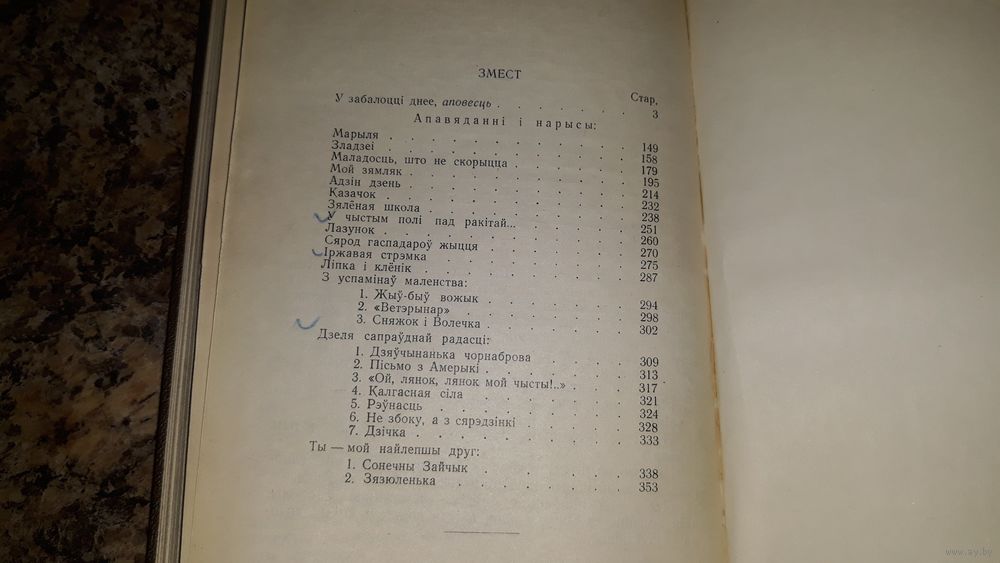 ЗМЕСТ
Стар.
У забалоцці днее, аповесць . . . . . . 3
Апавяданні і нарысы:
Марыля . . . . . . . . . . 149
Зладзеі . . . . . . . . . . 158
Маладосць, што не скорыцца . . . . . . 179
Мой зямляк . . . . . . . . . 195
Адзін дзень . . . . . . . . . 214
Казачок . . . . . . . . . . 232
Зялёная школа . . . . . . . . 238
У чыстым полі пад ракітай... . . . . . 251
Лазунок . . . . . . . . . . 260
Сярод гаспадароў жыцця . . . . . . 270
Іржавая стрэмка . . . . . . . . 275
Ліпка і клёнік . . . . . . . . 287
З успамінаў маленства:
1. Жыў-быў вожык . . . . . . 294
2. «Ветэрынар» . . . . . . . 298
3. Сняжок і Волечка . . . . . . 302
Дзеля сапраўднай радасці:
1. Дзяўчынанька чорнаброва . . . . 309
2. Пісьмо з Амерыкі . . . . . . 313
3. «Ой, лянок, лянок мой чысты!..» . . . 317
4. Калгасная сіла . . . . . . 321
5. Рэўнасць . . . . . . . . 324
6. Не збоку, а з сярэдзінкі . . . . 328
7. Дзічка . . . . . . . . 333
Ты — мой найлепшы друг:
1. Сонечны Зайчык . . . . . . 338
2. Зязюленька . . . . . . . 353
www.ay.by